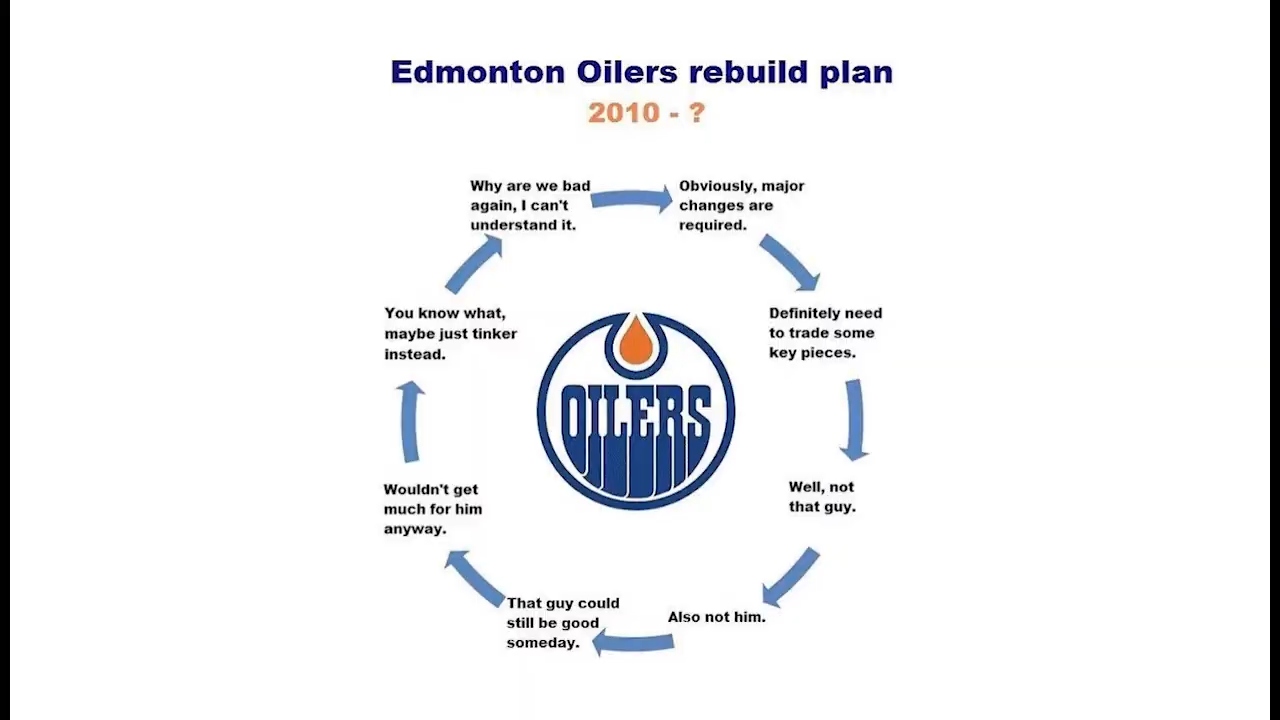 Edmonton Oilers rebuild plan
2010 - ?
Why are we bad
again, I can't
understand it.
Obviously, major
changes are
required.
Definitely need
to trade some
key pieces.
Well, not
that guy.
Also not him.
That guy could
still be good
someday.
Wouldn't get
much for him
anyway.
You know what,
maybe just tinker
instead.
OILERS